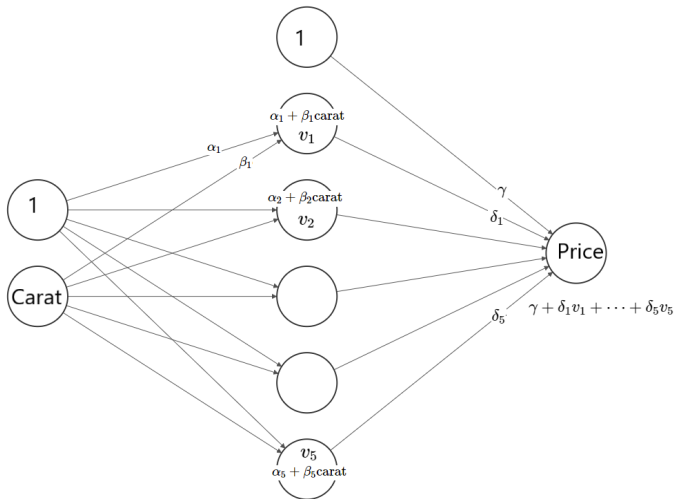 1
α₁ + β₁carat
v₁
α₁
β₁
α₂ + β₂carat
v₂
1
γ
δ₁
Price
Carat
γ + δ₁v₁ + ⋯ + δ₅v₅
δ₅
v₅
α₅ + β₅carat